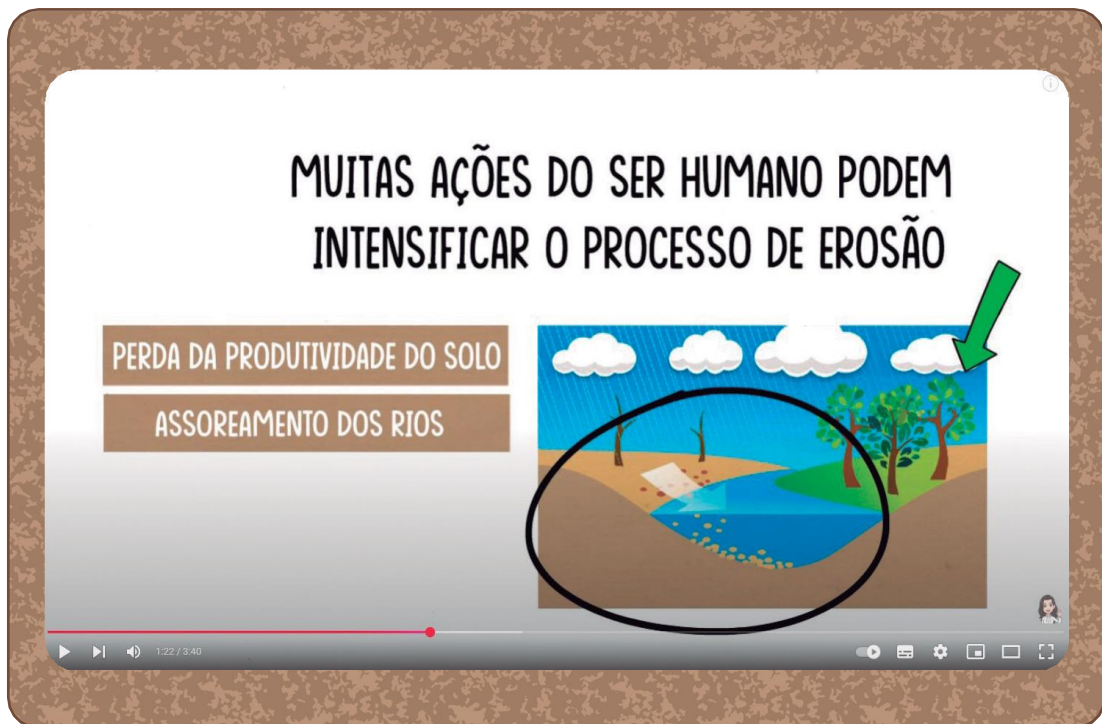 MUITAS AÇÕES DO SER HUMANO PODEM
INTENSIFICAR O PROCESSO DE EROSÃO
PERDA DA PRODUTIVIDADE DO SOLO
ASSOREAMENTO DOS RIOS
1:22 / 3:40